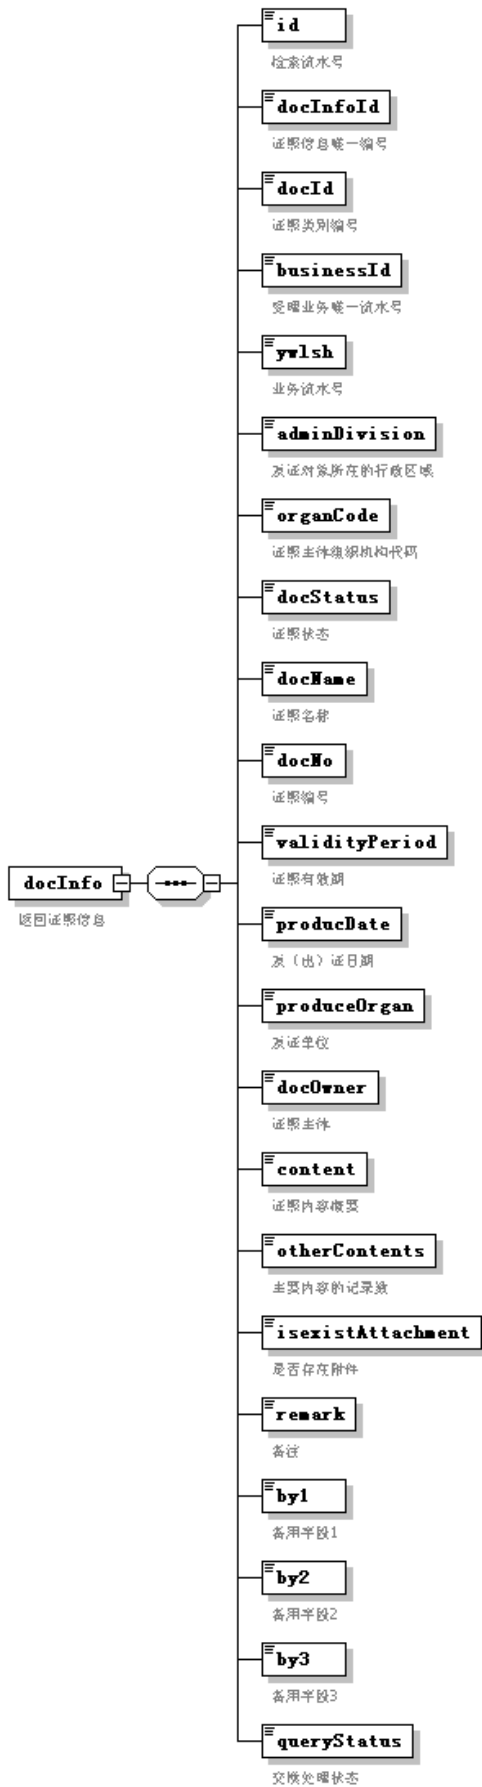 id
检索流水号
docInfoId
证照信息唯一编号
docId
证照类别编号
businessId
受理业务唯一流水号
ywlsh
业务流水号
adminDivision
发证对象所在的行政区域
organCode
证照主体组织机构代码
docStatus
证照状态
docName
证照名称
docNo
证照编号
validityPeriod
证照有效期
docInfo
返回证照信息
producDate
发（出）证日期
produceOrgan
发证单位
docOwner
证照主体
content
证照内容概要
otherContents
主要内容的记录数
isexistAttachment
是否存在附件
remark
备注
by1
备用字段1
by2
备用字段2
by3
备用字段3
queryStatus
交换处理状态